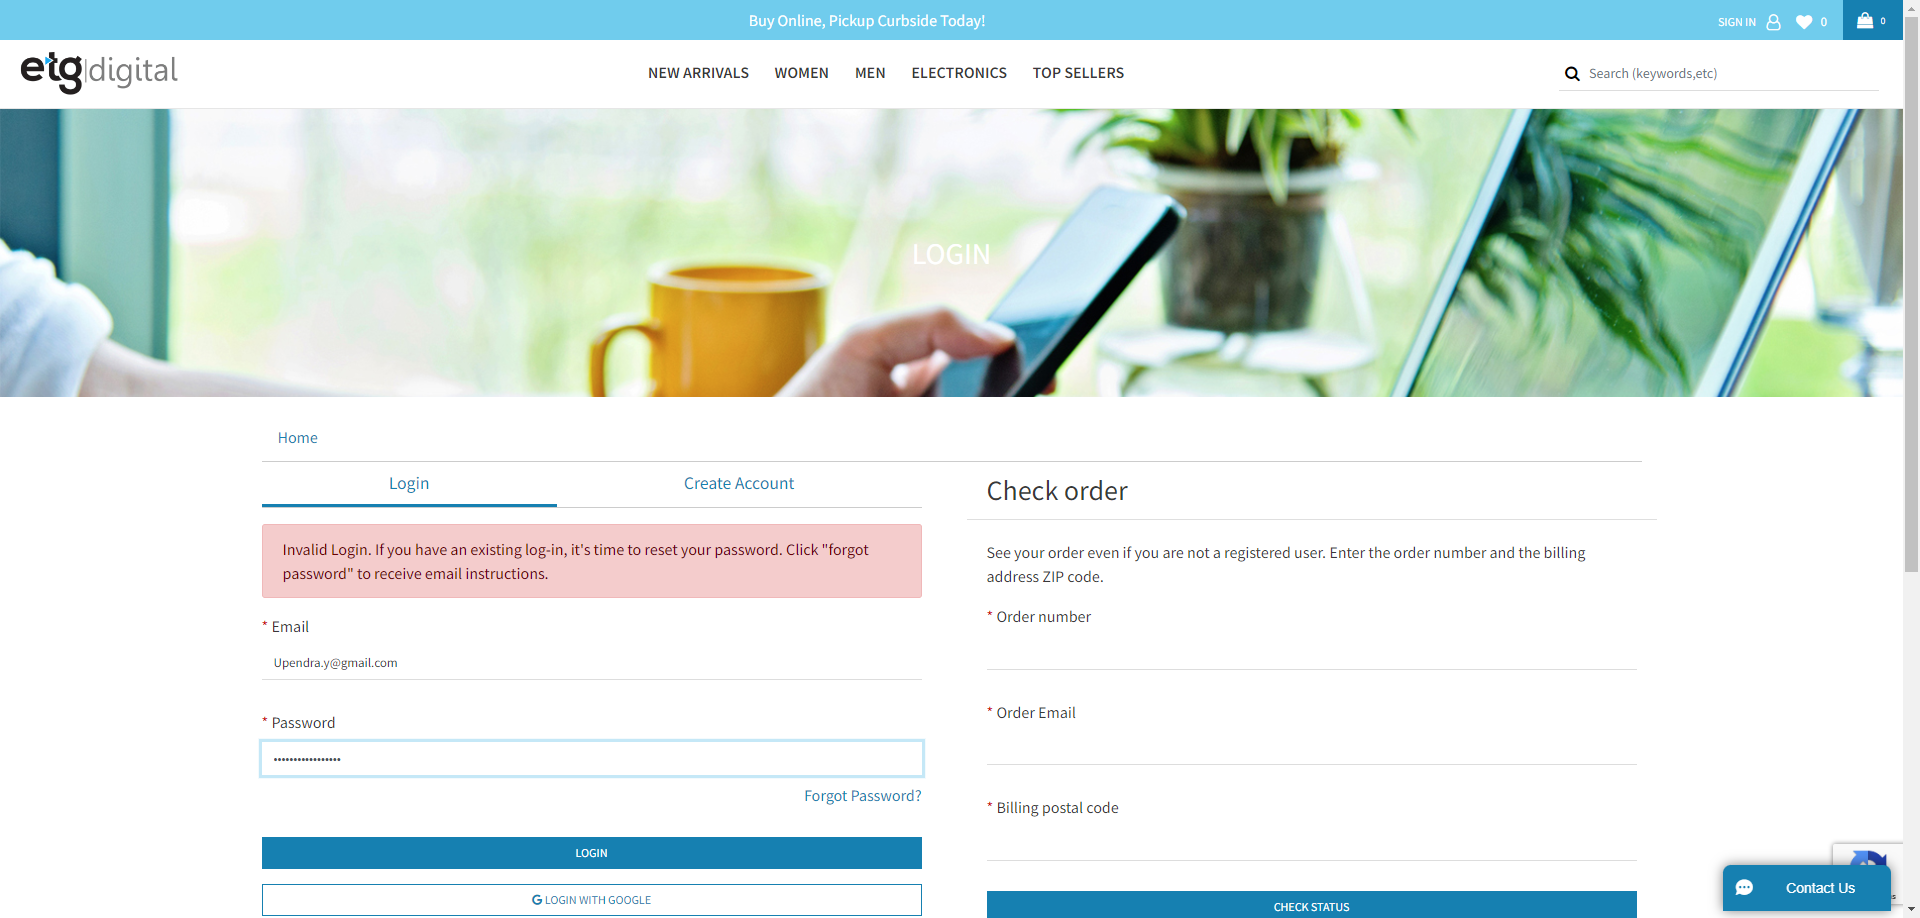 Buy Online, Pickup Curbside Today!
SIGN IN 0 0
etg|digital
NEW ARRIVALS WOMEN MEN ELECTRONICS TOP SELLERS
Search (keywords,etc)
LOGIN
Home
Login Create Account
Invalid Login. If you have an existing log-in, it's time to reset your password. Click "forgot
password" to receive email instructions.
* Email
Upendra.y@gmail.com
* Password
•••••••••••••••••
Forgot Password?
LOGIN
LOGIN WITH GOOGLE
Check order
See your order even if you are not a registered user. Enter the order number and the billing
address ZIP code.
* Order number
* Order Email
* Billing postal code
CHECK STATUS
Contact Us